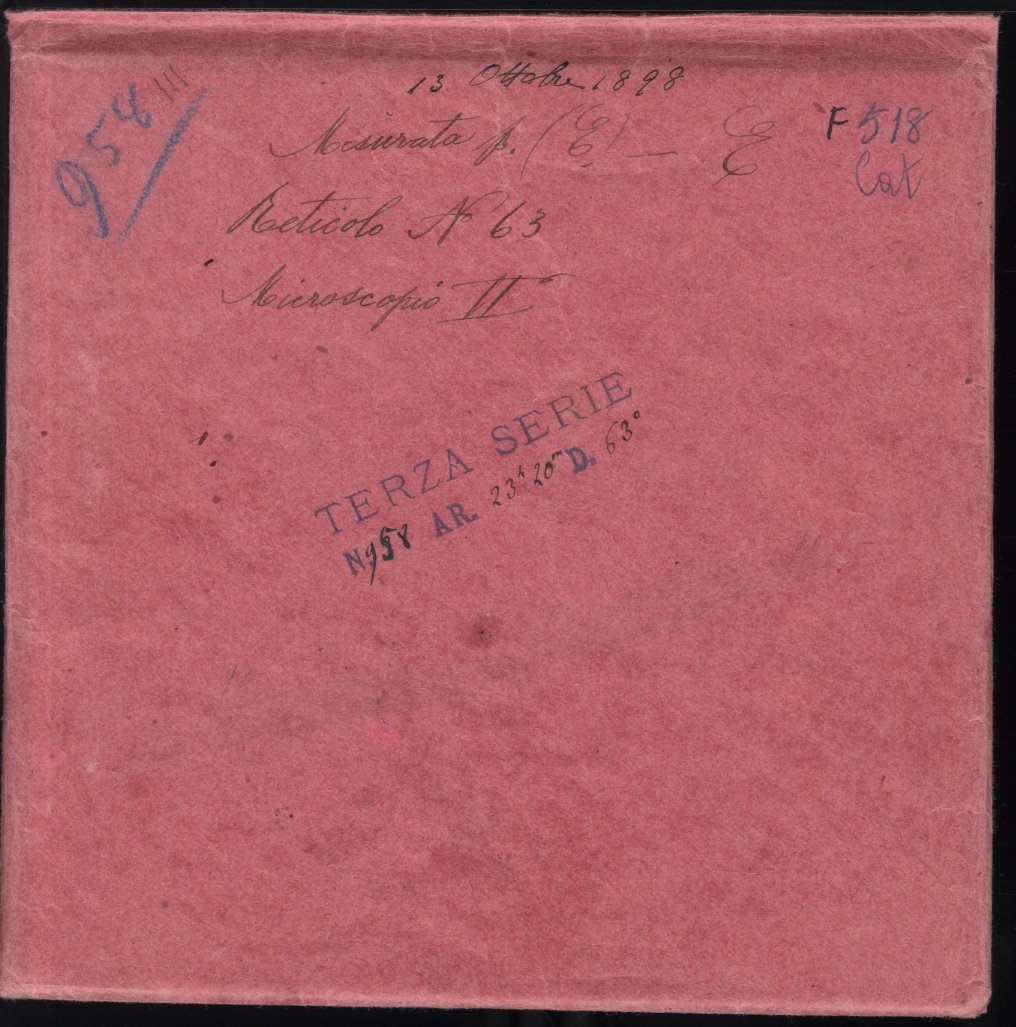 13 Ottobre 1898
958 III
Misurata p. (E) — E
F 518
Cat
Reticolo N 63
Microscopio II
TERZA SERIE
N 958 AR. 23h 20m D. 63°